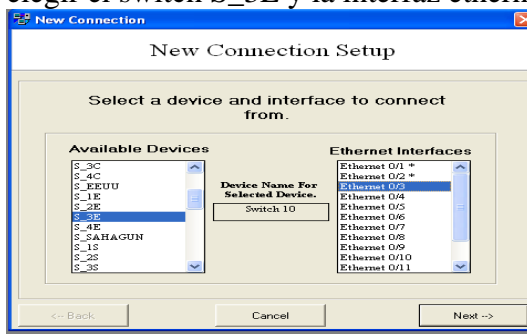 elegir el switch S_3E y la interfaz ethern
New Connection
New Connection Setup
Select a device and interface to connect
from.
Available Devices
S_3C
S_4C
S_EEUU
S_1E
S_2E
S_3E
S_4E
S_SAHAGUN
S_1S
S_2S
S_3S
Device Name For
Selected Device.
Switch 10
Ethernet Interfaces
Ethernet 0/1 *
Ethernet 0/2 *
Ethernet 0/3
Ethernet 0/4
Ethernet 0/5
Ethernet 0/6
Ethernet 0/7
Ethernet 0/8
Ethernet 0/9
Ethernet 0/10
Ethernet 0/11
<-- Back
Cancel
Next -->